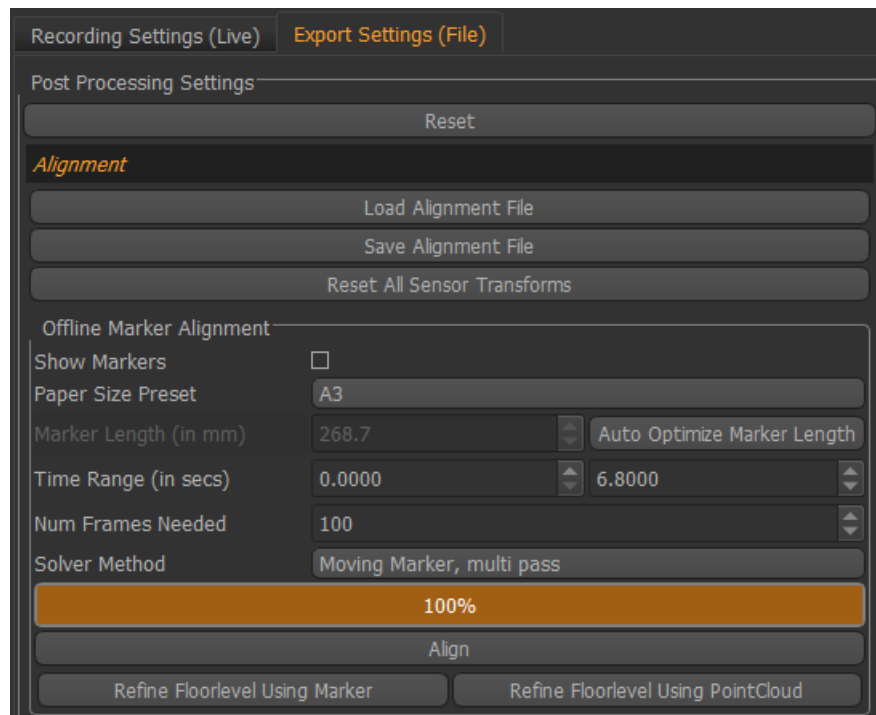 Recording Settings (Live) Export Settings (File)
Post Processing Settings
Reset
Alignment
Load Alignment File
Save Alignment File
Reset All Sensor Transforms
Offline Marker Alignment
Show Markers
Paper Size Preset A3
Marker Length (in mm) 268.7 Auto Optimize Marker Length
Time Range (in secs) 0.0000 6.8000
Num Frames Needed 100
Solver Method Moving Marker, multi pass
100%
Align
Refine Floorlevel Using Marker Refine Floorlevel Using PointCloud